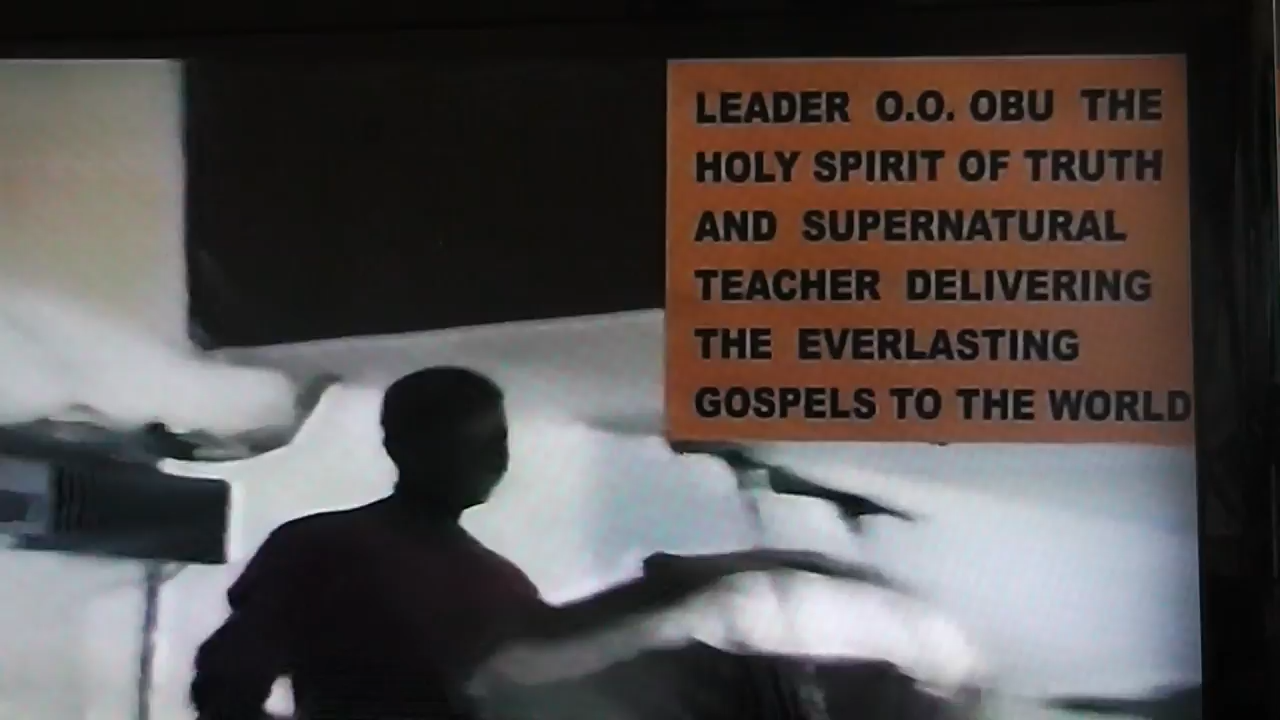 LEADER O.O. OBU THE
HOLY SPIRIT OF TRUTH
AND SUPERNATURAL
TEACHER DELIVERING
THE EVERLASTING
GOSPELS TO THE WORLD